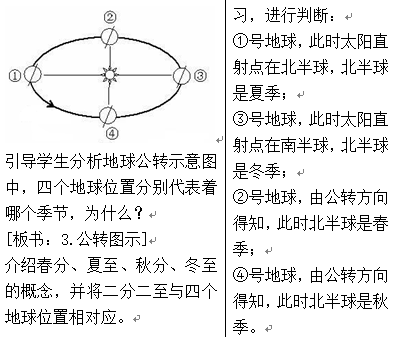 ②
① ③
④
引导学生分析地球公转示意图
中，四个地球位置分别代表着
哪个季节，为什么？
[板书：3.公转图示]
介绍春分、夏至、秋分、冬至
的概念，并将二分二至与四个
地球位置相对应。
习，进行判断：
①号地球，此时太阳直
射点在北半球，北半球
是夏季；
③号地球，此时太阳直
射点在南半球，北半球
是冬季；
②号地球，由公转方向
得知，此时北半球是春
季；
④号地球，由公转方向
得知，此时北半球是秋
季。